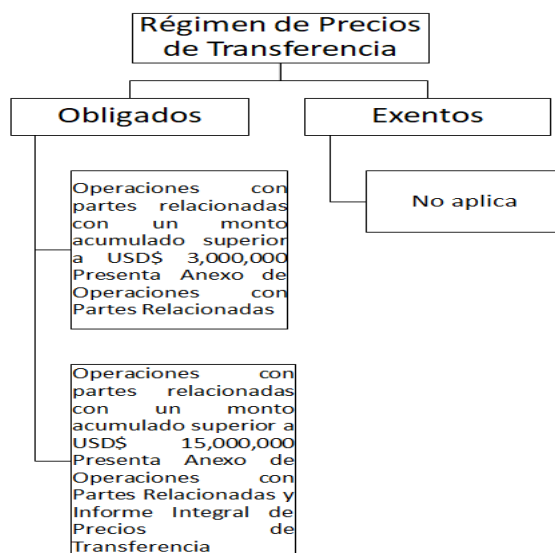 Régimen de Precios
de Transferencia
Obligados
Exentos
Operaciones con
partes relacionadas
con un monto
acumulado superior
a USD$ 3,000,000
Presenta Anexo de
Operaciones con
Partes Relacionadas
No aplica
Operaciones con
partes relacionadas
con un monto
acumulado superior a
USD$ 15,000,000
Presenta Anexo de
Operaciones con
Partes Relacionadas y
Informe Integral de
Precios de
Transferencia